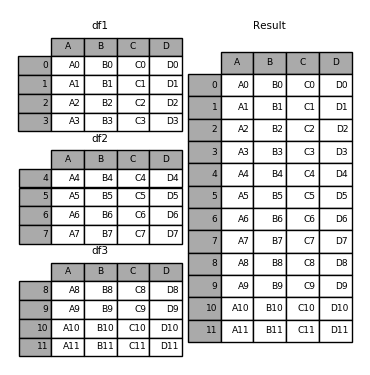 df1
A B C D
0 A0 B0 C0 D0
1 A1 B1 C1 D1
2 A2 B2 C2 D2
3 A3 B3 C3 D3
df2
A B C D
4 A4 B4 C4 D4
5 A5 B5 C5 D5
6 A6 B6 C6 D6
7 A7 B7 C7 D7
df3
A B C D
8 A8 B8 C8 D8
9 A9 B9 C9 D9
10 A10 B10 C10 D10
11 A11 B11 C11 D11
Result
A B C D
0 A0 B0 C0 D0
1 A1 B1 C1 D1
2 A2 B2 C2 D2
3 A3 B3 C3 D3
4 A4 B4 C4 D4
5 A5 B5 C5 D5
6 A6 B6 C6 D6
7 A7 B7 C7 D7
8 A8 B8 C8 D8
9 A9 B9 C9 D9
10 A10 B10 C10 D10
11 A11 B11 C11 D11